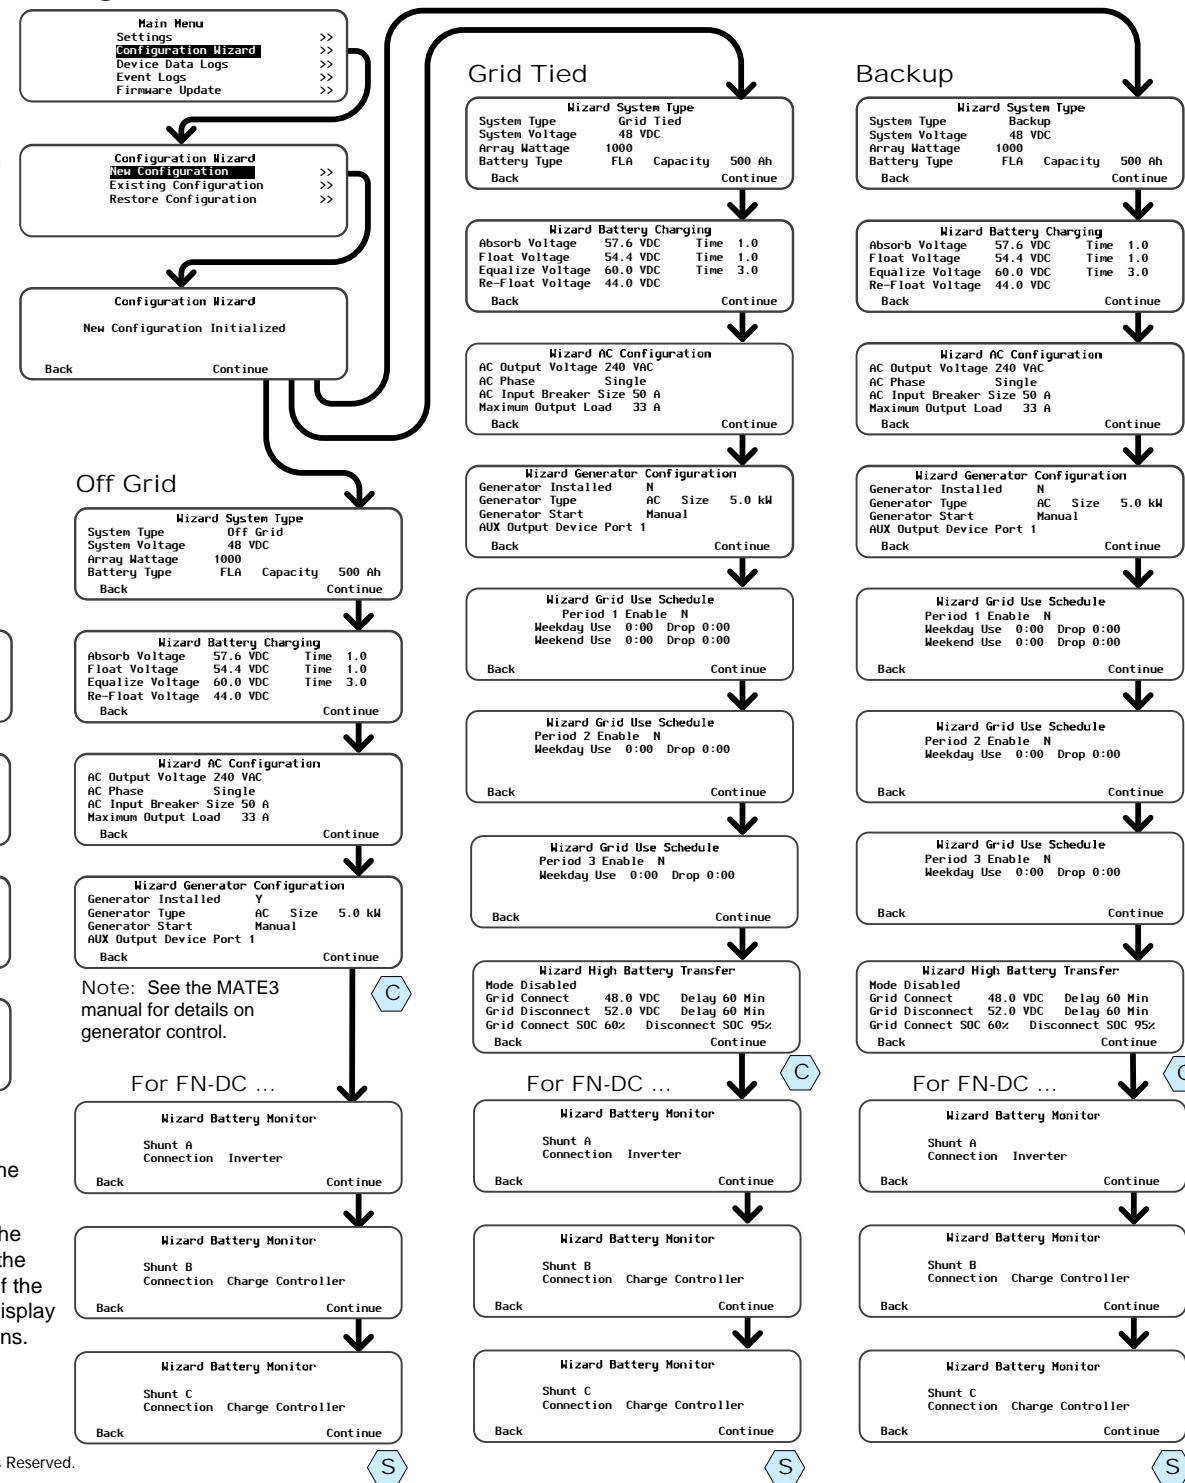 Main Menu
Settings >>
Configuration Wizard >>
Device Data Logs >>
Event Logs >>
Firmware Update >>
Configuration Wizard
New Configuration >>
Existing Configuration >>
Restore Configuration >>
Configuration Wizard
New Configuration Initialized
Back Continue
Off Grid
Wizard System Type
System Type Off Grid
System Voltage 48 VDC
Array Wattage 1000
Battery Type FLA Capacity 500 Ah
Back Continue
Wizard Battery Charging
Absorb Voltage 57.6 VDC Time 1.0
Float Voltage 54.4 VDC Time 1.0
Equalize Voltage 60.0 VDC Time 3.0
Re-Float Voltage 44.0 VDC
Back Continue
Wizard AC Configuration
AC Output Voltage 240 VAC
AC Phase Single
AC Input Breaker Size 50 A
Maximum Output Load 33 A
Back Continue
Wizard Generator Configuration
Generator Installed Y
Generator Type AC Size 5.0 kW
Generator Start Manual
AUX Output Device Port 1
Back Continue
Note: See the MATE3
manual for details on
generator control.
C
For FN-DC ...
Wizard Battery Monitor
Shunt A
Connection Inverter
Back Continue
Wizard Battery Monitor
Shunt B
Connection Charge Controller
Back Continue
Wizard Battery Monitor
Shunt C
Connection Charge Controller
Back Continue
S
Grid Tied
Wizard System Type
System Type Grid Tied
System Voltage 48 VDC
Array Wattage 1000
Battery Type FLA Capacity 500 Ah
Back Continue
Wizard Battery Charging
Absorb Voltage 57.6 VDC Time 1.0
Float Voltage 54.4 VDC Time 1.0
Equalize Voltage 60.0 VDC Time 3.0
Re-Float Voltage 44.0 VDC
Back Continue
Wizard AC Configuration
AC Output Voltage 240 VAC
AC Phase Single
AC Input Breaker Size 50 A
Maximum Output Load 33 A
Back Continue
Wizard Generator Configuration
Generator Installed N
Generator Type AC Size 5.0 kW
Generator Start Manual
AUX Output Device Port 1
Back Continue
Wizard Grid Use Schedule
Period 1 Enable N
Weekday Use 0:00 Drop 0:00
Weekend Use 0:00 Drop 0:00
Back Continue
Wizard Grid Use Schedule
Period 2 Enable N
Weekday Use 0:00 Drop 0:00
Back Continue
Wizard Grid Use Schedule
Period 3 Enable N
Weekday Use 0:00 Drop 0:00
Back Continue
Wizard High Battery Transfer
Mode Disabled
Grid Connect 48.0 VDC Delay 60 Min
Grid Disconnect 52.0 VDC Delay 60 Min
Grid Connect SOC 60% Disconnect SOC 95%
Back Continue
C
For FN-DC ...
Wizard Battery Monitor
Shunt A
Connection Inverter
Back Continue
Wizard Battery Monitor
Shunt B
Connection Charge Controller
Back Continue
Wizard Battery Monitor
Shunt C
Connection Charge Controller
Back Continue
S
Backup
Wizard System Type
System Type Backup
System Voltage 48 VDC
Array Wattage 1000
Battery Type FLA Capacity 500 Ah
Back Continue
Wizard Battery Charging
Absorb Voltage 57.6 VDC Time 1.0
Float Voltage 54.4 VDC Time 1.0
Equalize Voltage 60.0 VDC Time 3.0
Re-Float Voltage 44.0 VDC
Back Continue
Wizard AC Configuration
AC Output Voltage 240 VAC
AC Phase Single
AC Input Breaker Size 50 A
Maximum Output Load 33 A
Back Continue
Wizard Generator Configuration
Generator Installed N
Generator Type AC Size 5.0 kW
Generator Start Manual
AUX Output Device Port 1
Back Continue
Wizard Grid Use Schedule
Period 1 Enable N
Weekday Use 0:00 Drop 0:00
Weekend Use 0:00 Drop 0:00
Back Continue
Wizard Grid Use Schedule
Period 2 Enable N
Weekday Use 0:00 Drop 0:00
Back Continue
Wizard Grid Use Schedule
Period 3 Enable N
Weekday Use 0:00 Drop 0:00
Back Continue
Wizard High Battery Transfer
Mode Disabled
Grid Connect 48.0 VDC Delay 60 Min
Grid Disconnect 52.0 VDC Delay 60 Min
Grid Connect SOC 60% Disconnect SOC 95%
Back Continue
For FN-DC ...
Wizard Battery Monitor
Shunt A
Connection Inverter
Back Continue
Wizard Battery Monitor
Shunt B
Connection Charge Controller
Back Continue
Wizard Battery Monitor
Shunt C
Connection Charge Controller
Back Continue
S
the
Reserved.